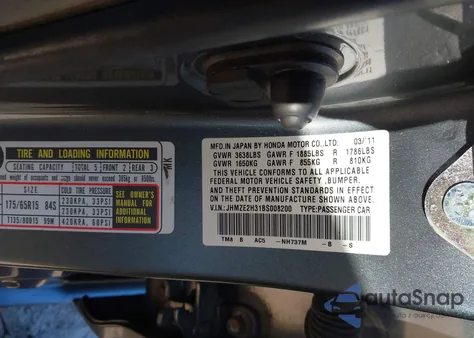 TIRE AND LOADING INFORMATION
SEATING CAPACITY TOTAL 5 FRONT 2 REAR 3
weight of occupants and cargo should never exceed 385kg or 850lbs.
SIZE COLD TIRE PRESSURE
175/65R15 84S 230KPA, 33PSI
230KPA, 33PSI
T135/80D15 99M 420KPA, 60PSI
SEE OWNER'S
MANUAL FOR
ADDITIONAL
INFORMATION
MFD.IN JAPAN BY HONDA MOTOR CO.,LTD. 03/11
GVWR 3638LBS GAWR F 1885LBS R 1786LBS
GVWR 1650KG GAWR F 855KG R 810KG
THIS VEHICLE CONFORMS TO ALL APPLICABLE
FEDERAL MOTOR VEHICLE SAFETY ,BUMPER,
AND THEFT PREVENTION STANDARDS IN EFFECT
ON THE DATE OF MANUFACTURE SHOWN ABOVE.
V.I.N.:JHMZE2H31BS008200 TYPE:PASSENGER CAR
TM8 B AC5 -NH737M -B -S
autoSnap